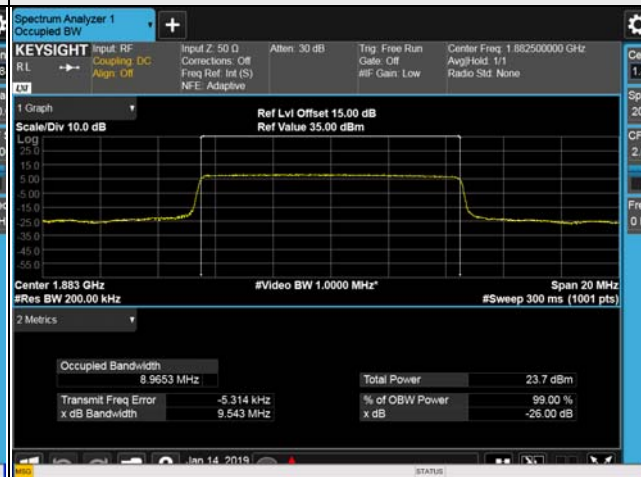 Spectrum Analyzer 1
Occupied BW
+
KEYSIGHT Input: RF Input Z: 50 Ω Atten: 30 dB Trig: Free Run Center Freq: 1.882500000 GHz
RL Coupling: DC Corrections: Off Gate: Off Avg|Hold: 1/1
Align: Off Freq Ref: Int (S) #IF Gain: Low Radio Std: None
NFE: Adaptive
1 Graph
Ref Lvl Offset 15.00 dB
Scale/Div 10.0 dB Ref Value 35.00 dBm
Log
25.0
15.0
5.00
-5.00
-15.0
-25.0
-35.0
-45.0
-55.0
Center 1.883 GHz #Video BW 1.0000 MHz* Span 20 MHz
#Res BW 200.00 kHz #Sweep 300 ms (1001 pts)
2 Metrics
Occupied Bandwidth
8.9653 MHz Total Power 23.7 dBm
Transmit Freq Error -5.314 kHz % of OBW Power 99.00 %
x dB Bandwidth 9.543 MHz x dB -26.00 dB
Jan 14, 2019
MSG STATUS